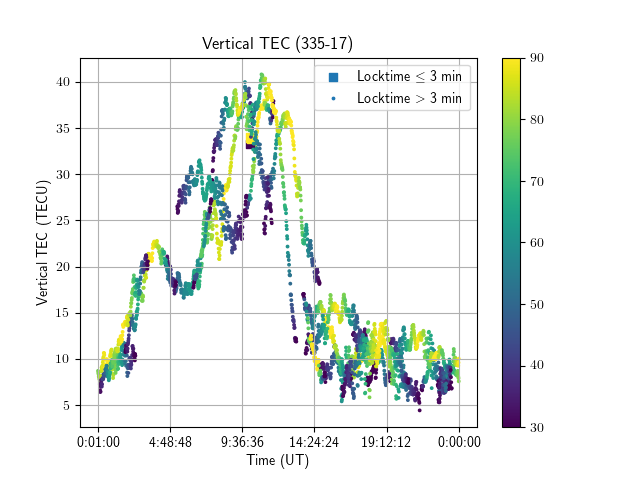 Vertical TEC (335-17)
Locktime ≤ 3 min
Locktime > 3 min
Vertical TEC (TECU)
40
35
30
25
20
15
10
5
0:01:00 4:48:48 9:36:36 14:24:24 19:12:12 0:00:00
Time (UT)
90
80
70
60
50
40
30